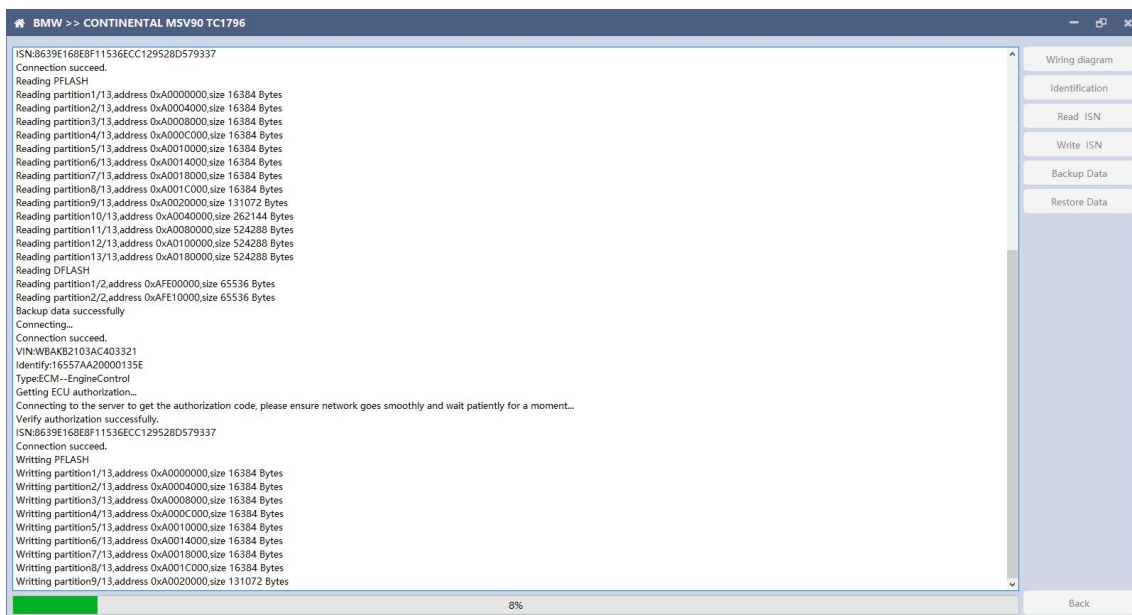 BMW >> CONTINENTAL MSV90 TC1796
ISN:8639E168E8F11536ECC129528D579337
Connection succeed.
Reading PFLASH
Reading partition1/13,address 0xA0000000,size 16384 Bytes
Reading partition2/13,address 0xA0004000,size 16384 Bytes
Reading partition3/13,address 0xA0008000,size 16384 Bytes
Reading partition4/13,address 0xA000C000,size 16384 Bytes
Reading partition5/13,address 0xA0010000,size 16384 Bytes
Reading partition6/13,address 0xA0014000,size 16384 Bytes
Reading partition7/13,address 0xA0018000,size 16384 Bytes
Reading partition8/13,address 0xA001C000,size 16384 Bytes
Reading partition9/13,address 0xA0020000,size 131072 Bytes
Reading partition10/13,address 0xA0040000,size 262144 Bytes
Reading partition11/13,address 0xA0080000,size 524288 Bytes
Reading partition12/13,address 0xA0100000,size 524288 Bytes
Reading partition13/13,address 0xA0180000,size 524288 Bytes
Reading DFLASH
Reading partition1/2,address 0xAFE00000,size 65536 Bytes
Reading partition2/2,address 0xAFE10000,size 65536 Bytes
Backup data successfully
Connecting...
Connection succeed.
VIN:WBAKB2103AC403321
Identify:16557AA20000135E
Type:ECM--EngineControl
Getting ECU authorization...
Connecting to the server to get the authorization code, please ensure network goes smoothly and wait patiently for a moment...
Verify authorization successfully.
ISN:8639E168E8F11536ECC129528D579337
Connection succeed.
Writting PFLASH
Writting partition1/13,address 0xA0000000,size 16384 Bytes
Writting partition2/13,address 0xA0004000,size 16384 Bytes
Writting partition3/13,address 0xA0008000,size 16384 Bytes
Writting partition4/13,address 0xA000C000,size 16384 Bytes
Writting partition5/13,address 0xA0010000,size 16384 Bytes
Writting partition6/13,address 0xA0014000,size 16384 Bytes
Writting partition7/13,address 0xA0018000,size 16384 Bytes
Writting partition8/13,address 0xA001C000,size 16384 Bytes
Writting partition9/13,address 0xA0020000,size 131072 Bytes
8%
Wiring diagram
Identification
Read ISN
Write ISN
Backup Data
Restore Data
Back